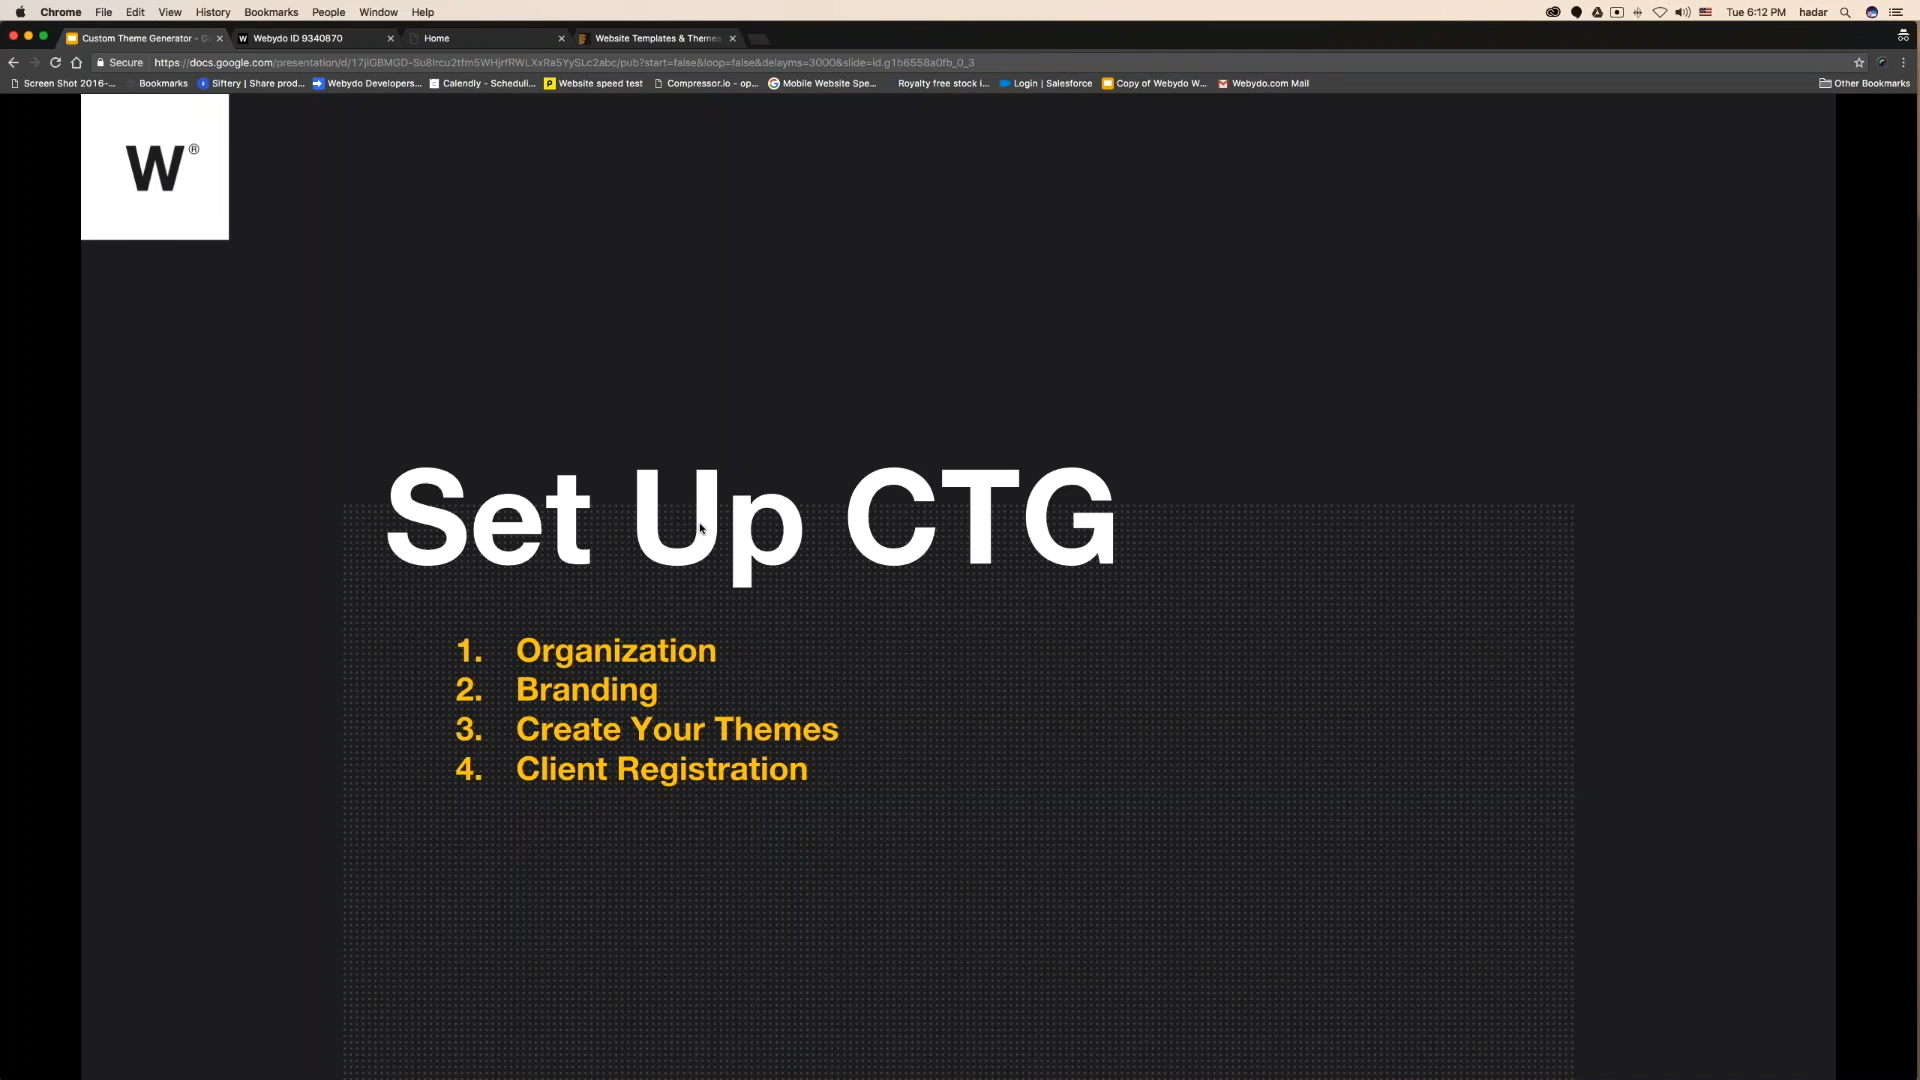 Chrome File Edit View History Bookmarks People Window Help Tue 6:12 PM hadar
Custom Theme Generator - G Webydo ID 9340870 Home Website Templates & Themes
Secure https://docs.google.com/presentation/d/17jIGBMGD-Su8Ircu2tfm5WHjrfRWLXxRa5YySLc2abc/pub?start=false&loop=false&delayms=3000&slide=id.g1b6558a0fb_0_3
Screen Shot 2016-... Bookmarks Siftery | Share prod... Webydo Developers... Calendly - Scheduli... Website speed test Compressor.io - op... Mobile Website Spe... Royalty free stock i... Login | Salesforce Copy of Webydo W... Webydo.com Mail Other Bookmarks
W®
Set Up CTG
1. Organization
2. Branding
3. Create Your Themes
4. Client Registration